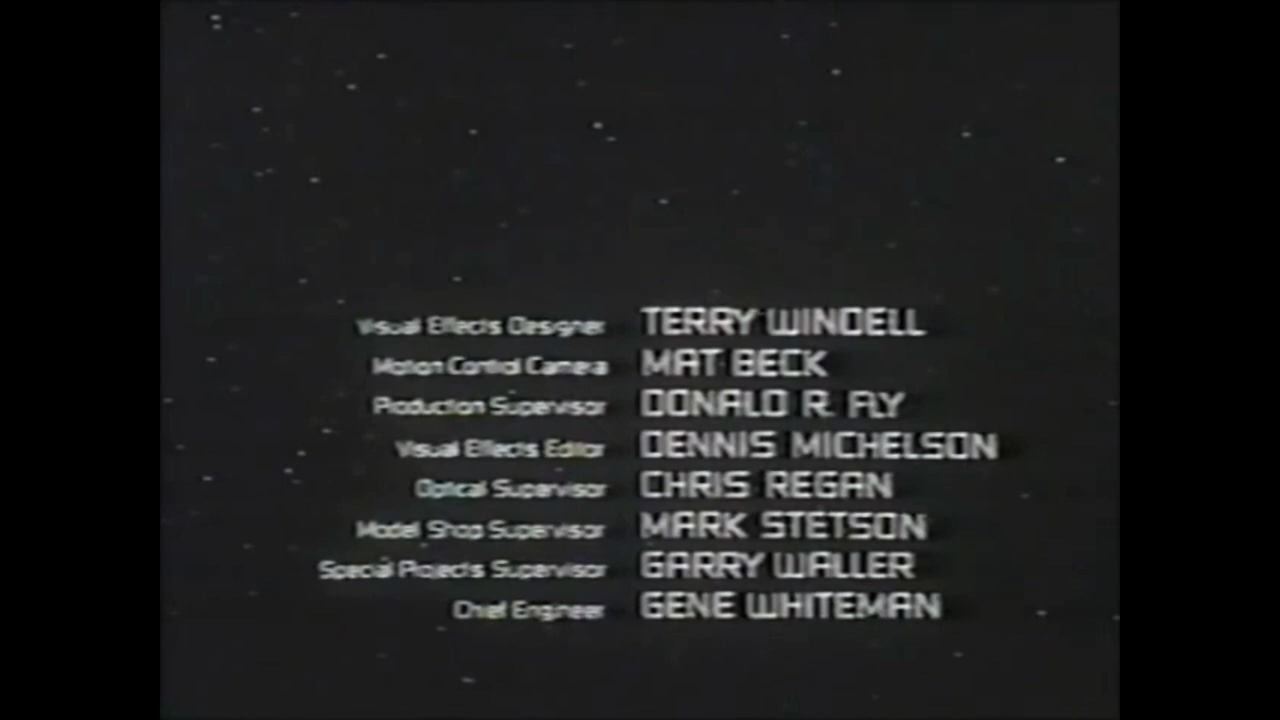 Visual Effects Designer TERRY WINDELL
Motion Control Camera MAT BECK
Production Supervisor DONALD R. FLY
Visual Effects Editor DENNIS MICHELSON
Optical Supervisor CHRIS REGAN
Model Shop Supervisor MARK STETSON
Special Projects Supervisor GARRY WALLER
Chief Engineer GENE WHITEMAN